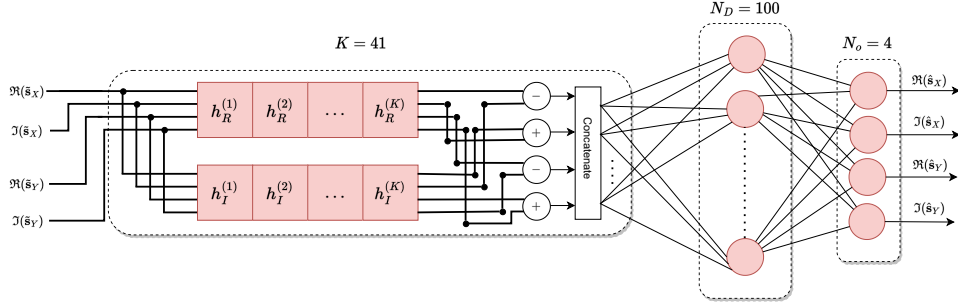 N_D = 100
K = 41
N_o = 4
ℜ(s̃_X)
ℑ(s̃_X)
ℜ(s̃_Y)
ℑ(s̃_Y)
h_R^(1) h_R^(2) … h_R^(K)
h_I^(1) h_I^(2) … h_I^(K)
−
+
−
+
Concatenate
ℜ(ŝ_X)
ℑ(ŝ_X)
ℜ(ŝ_Y)
ℑ(ŝ_Y)